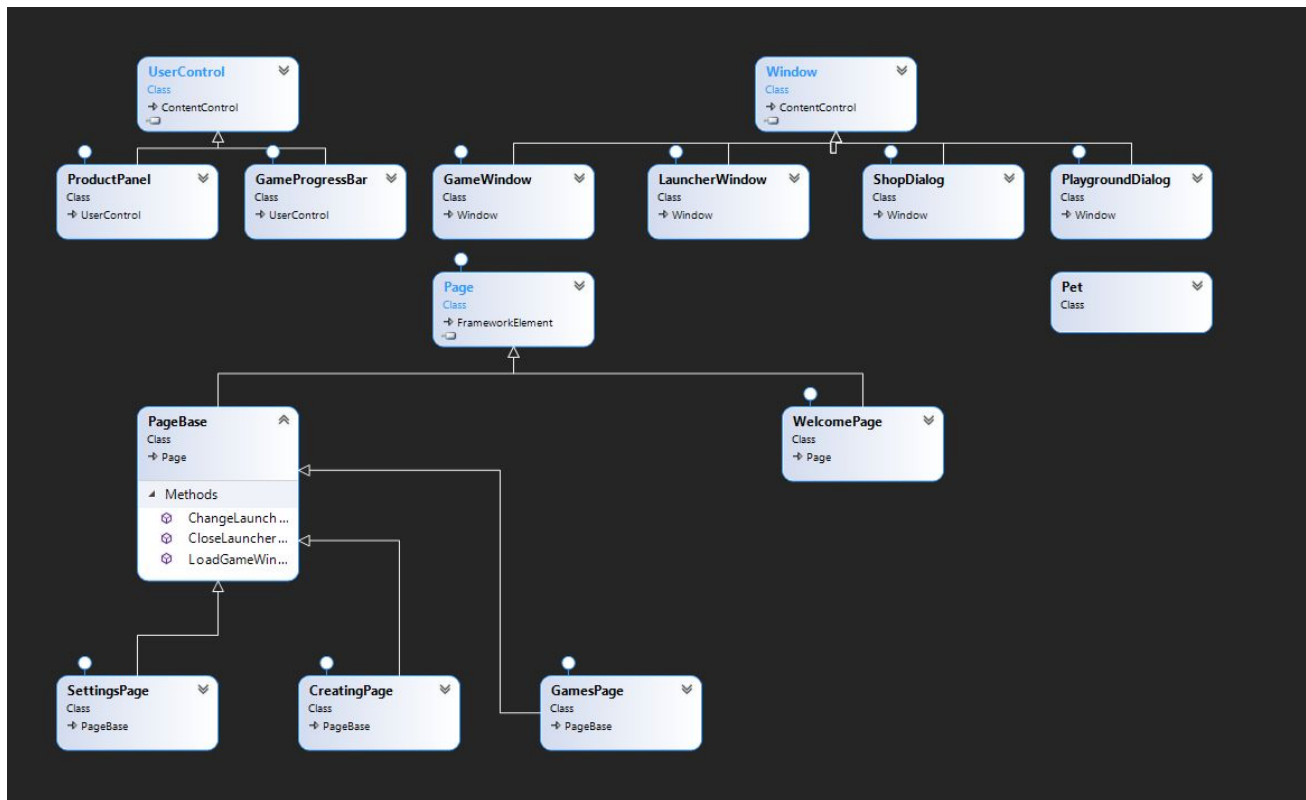 UserControl
Class
ContentControl
Window
Class
ContentControl
ProductPanel
Class
UserControl
GameProgressBar
Class
UserControl
GameWindow
Class
Window
LauncherWindow
Class
Window
ShopDialog
Class
Window
PlaygroundDialog
Class
Window
Page
Class
FrameworkElement
Pet
Class
PageBase
Class
Page
Methods
ChangeLaunch...
CloseLauncher...
LoadGameWin...
WelcomePage
Class
Page
SettingsPage
Class
PageBase
CreatingPage
Class
PageBase
GamesPage
Class
PageBase